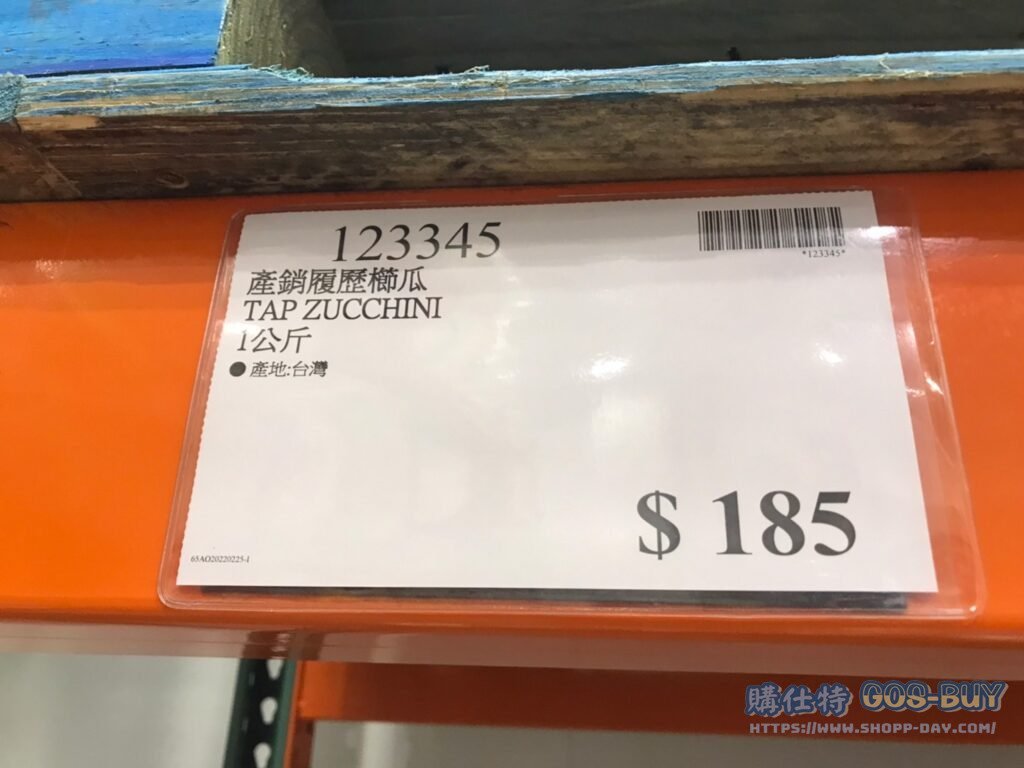 123345
*123345*
產銷履歷櫛瓜
TAP ZUCCHINI
1公斤
● 產地:台灣
$ 185
65AO20220225-1
購仕特 GOS-BUY
HTTPS://WWW.SHOPP-DAY.COM/